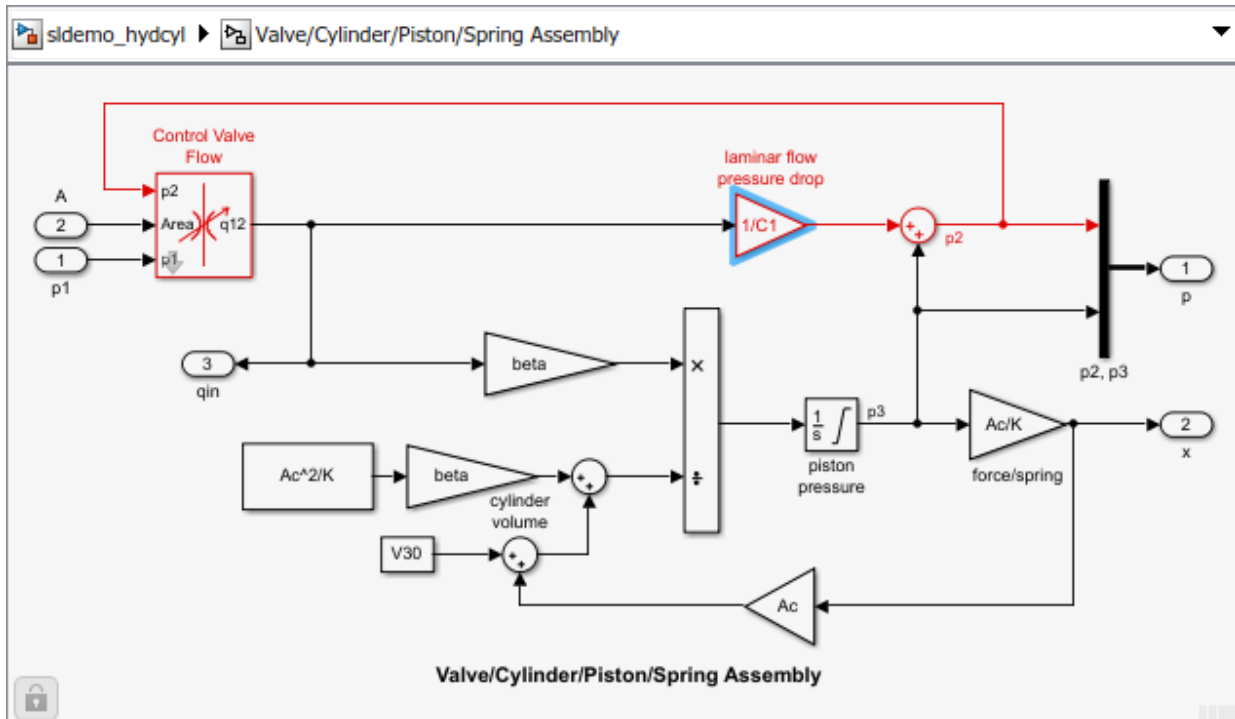 sldemo_hydcyl Valve/Cylinder/Piston/Spring Assembly
Control Valve
Flow
laminar flow
pressure drop
A
p2
2
Area
q12
1/C1
+
+
p2
1
p1
p1
1
p
3
qin
beta
×
p2, p3
1
s
p3
Ac/K
2
x
piston
pressure
force/spring
Ac^2/K
beta
+
+
÷
cylinder
volume
V30
+
+
Ac
Valve/Cylinder/Piston/Spring Assembly